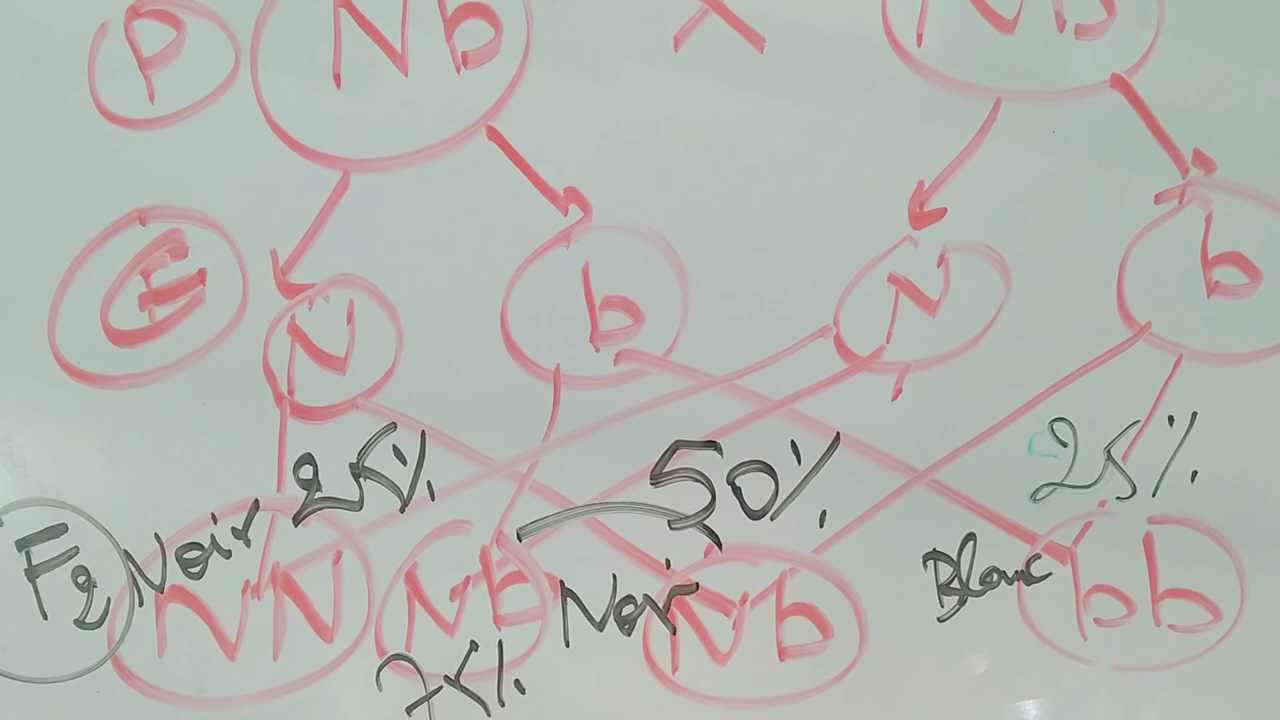 P Nb X Nb
G N b N b
25% 50% 25%
F2 Noir NN Nb Noir Nb Blanc bb
75%